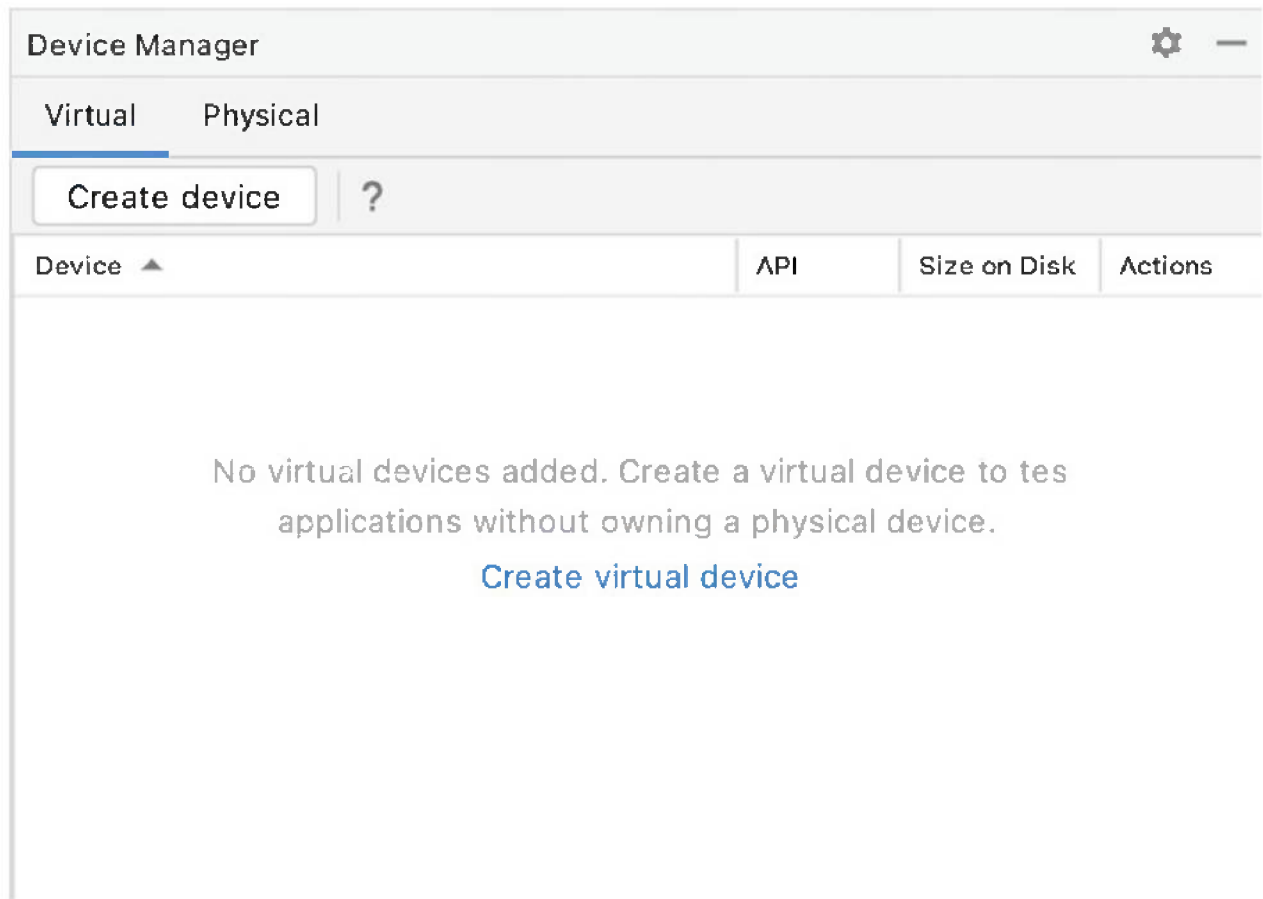 Device Manager
Virtual Physical
Create device ?
Device API Size on Disk Actions
No virtual devices added. Create a virtual device to tes
applications without owning a physical device.
Create virtual device